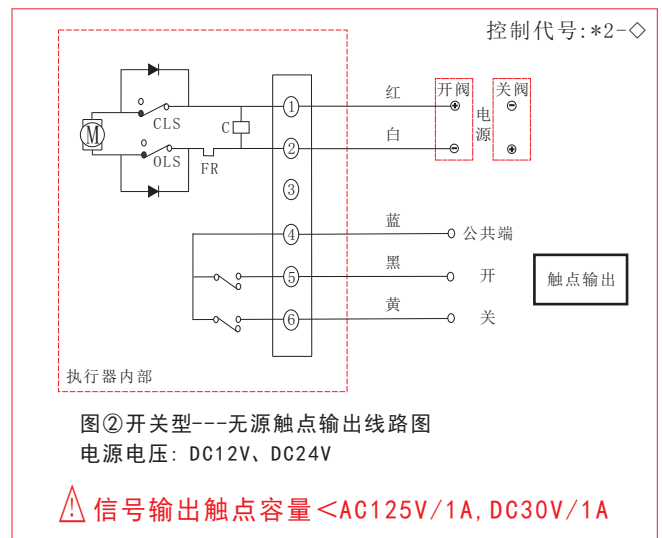 控制代号:*2-◇
红
开阀
关阀
⊕
⊖
①
CLS
C
电
源
M
白
②
⊖
⊕
OLS
FR
③
蓝
④
公共端
黑
⑤
开
触点输出
黄
⑥
关
执行器内部
图②开关型---无源触点输出线路图
电源电压: DC12V、DC24V
⚠信号输出触点容量<AC125V/1A,DC30V/1A